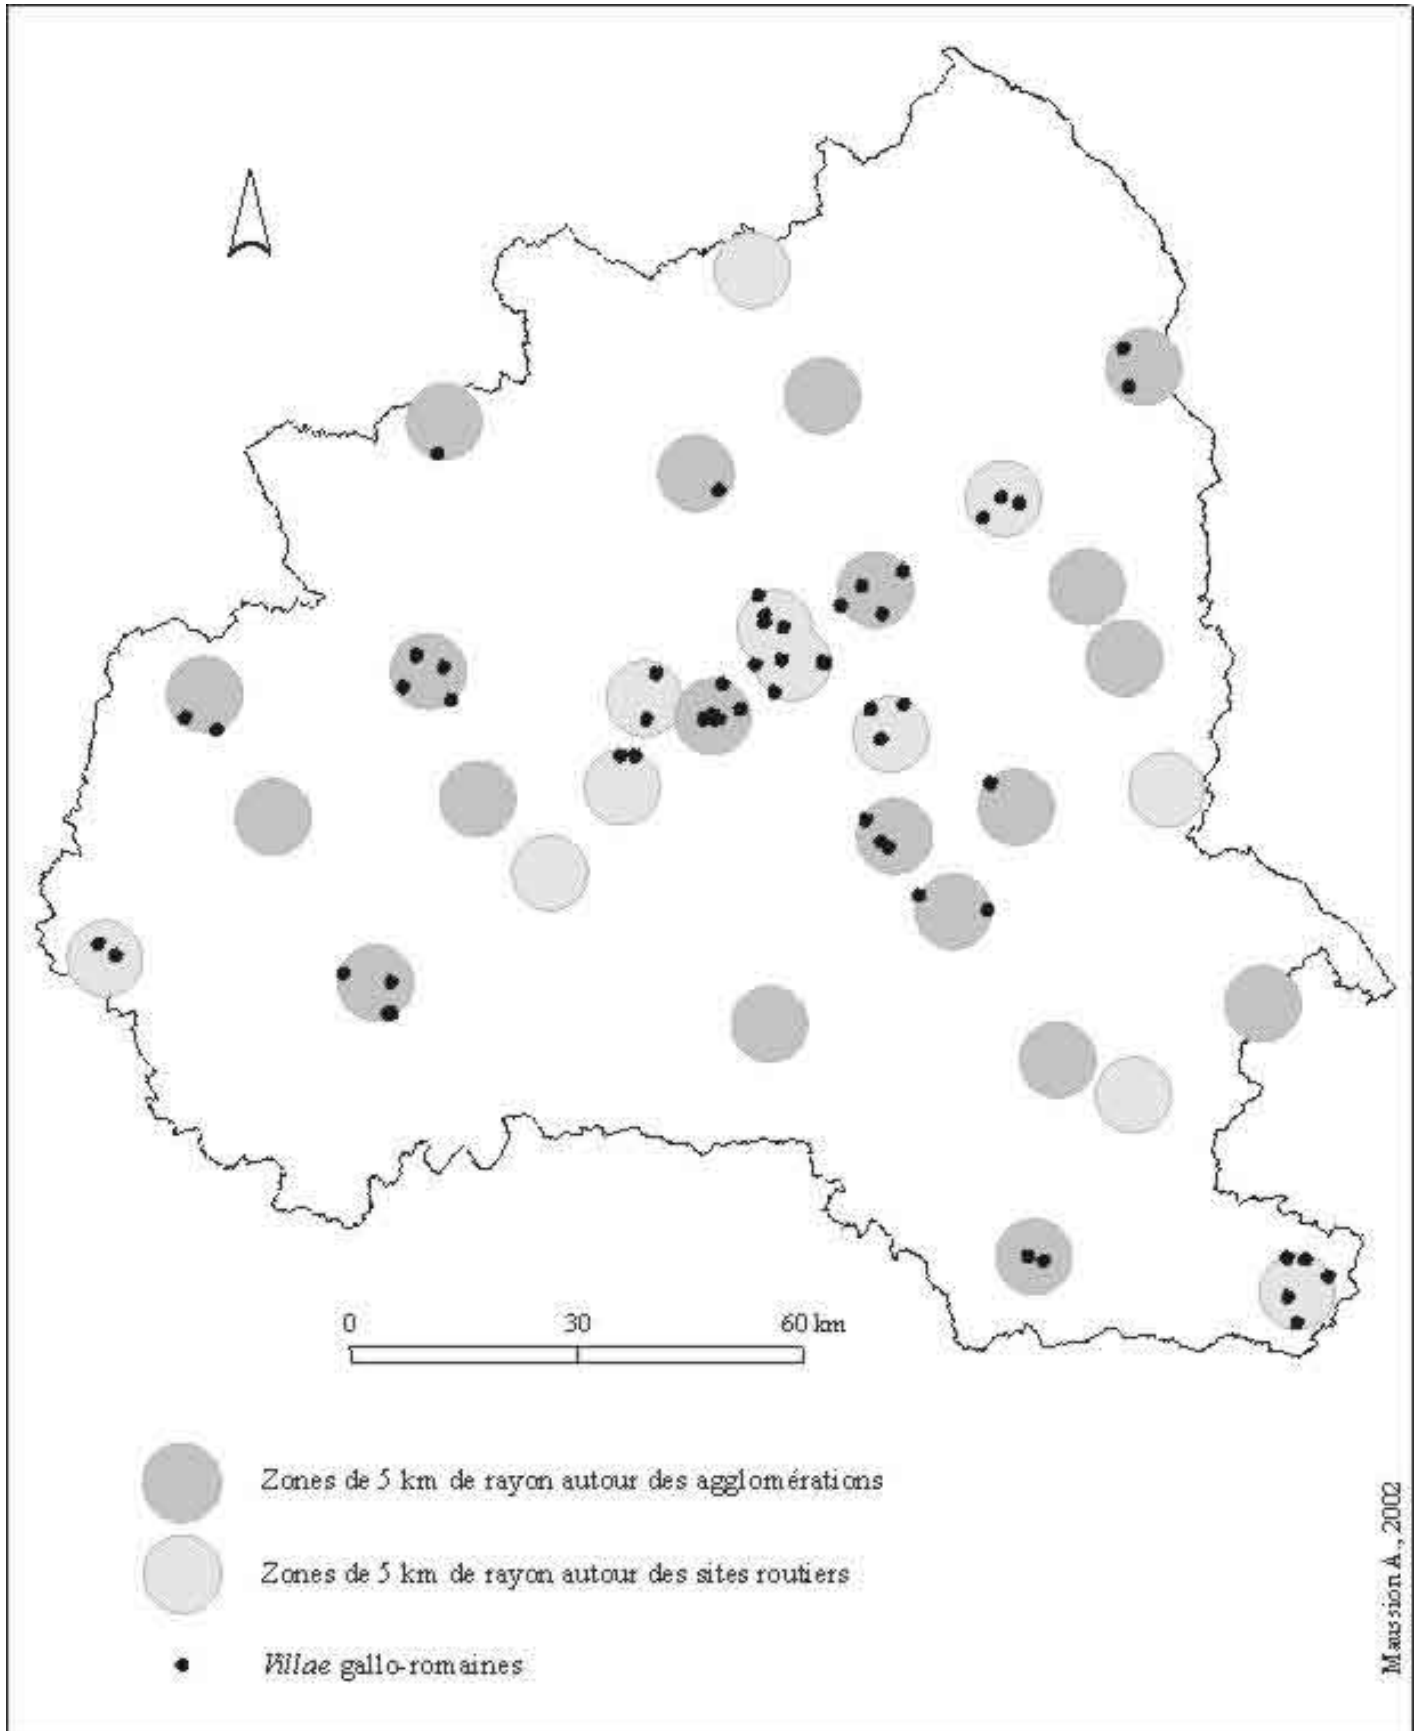 0 30 60 km
Zones de 5 km de rayon autour des agglomérations
Zones de 5 km de rayon autour des sites routiers
Villae gallo-romaines
Maussion A., 2002